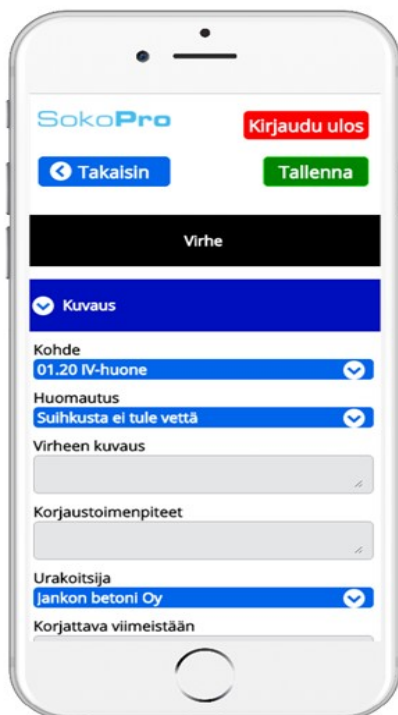 SokoPro
Kirjaudu ulos
Takaisin
Tallenna
Virhe
Kuvaus
Kohde
01.20 IV-huone
Huomautus
Suihkusta ei tule vettä
Virheen kuvaus
Korjaustoimenpiteet
Urakoitsija
Jankon betoni Oy
Korjattava viimeistään